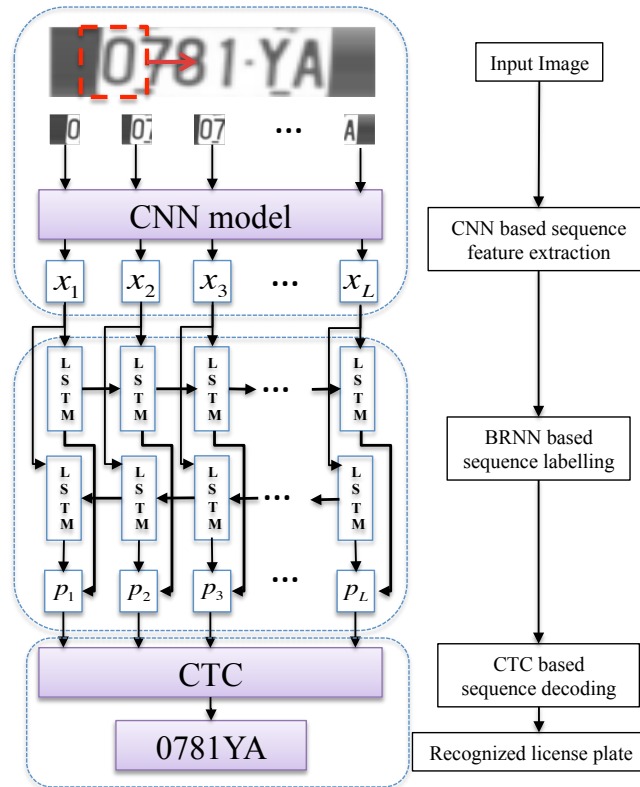 0781-YA
0 07 07 ... A
CNN model
x₁ x₂ x₃ ... x_L
LSTM LSTM LSTM ... LSTM
LSTM LSTM LSTM ... LSTM
p₁ p₂ p₃ ... p_L
CTC
0781YA
Input Image
CNN based sequence
feature extraction
BRNN based
sequence labelling
CTC based
sequence decoding
Recognized license plate